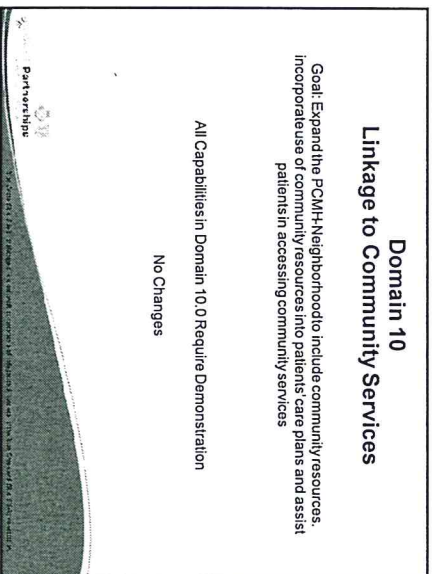 Domain 10
Linkage to Community Services
Goal: Expand the PCMH-Neighborhood to include community resources.
incorporate use of community resources into patients' care plans and assist
patients in accessing community services
All Capabilities in Domain 10.0 Require Demonstration
No Changes
Partnerships